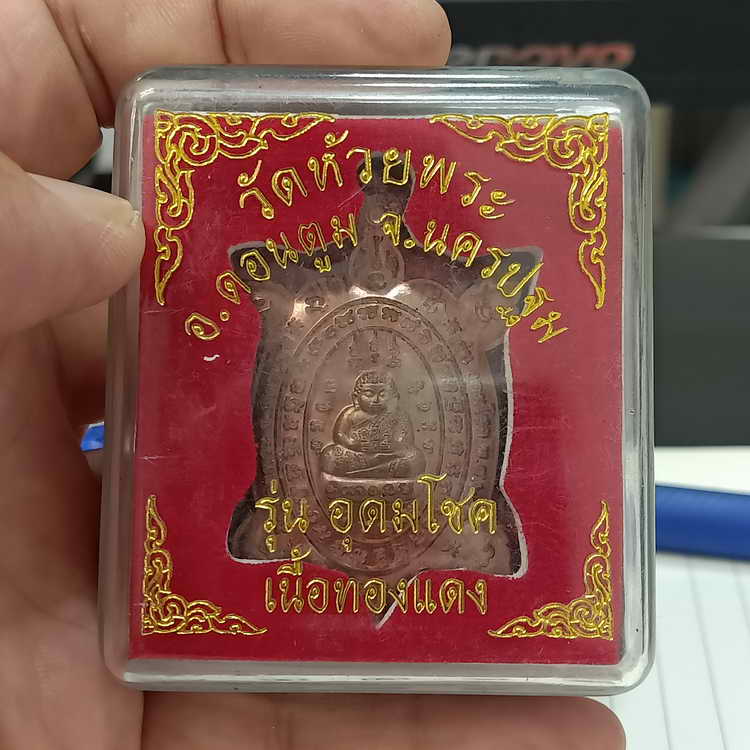 วัดห้วยพระ
อ.ดอนตูม จ.นครปฐม
รุ่น อุดมโชค
เนื้อทองแดง